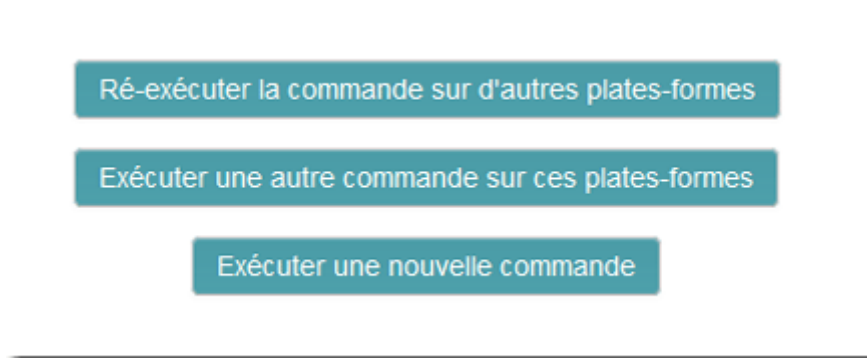 Ré-exécuter la commande sur d'autres plates-formes
Exécuter une autre commande sur ces plates-formes
Exécuter une nouvelle commande